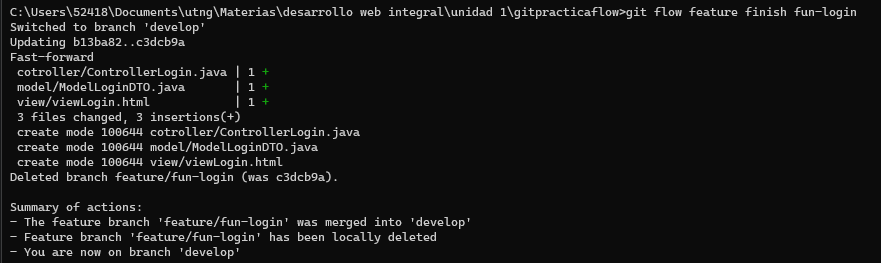 C:\Users\52418\Documents\utng\Materias\desarrollo web integral\unidad 1\gitpracticaflow>git flow feature finish fun-login
Switched to branch 'develop'
Updating b13ba82..c3dcb9a
Fast-forward
 cotroller/ControllerLogin.java | 1 +
 model/ModelLoginDTO.java       | 1 +
 view/viewLogin.html            | 1 +
 3 files changed, 3 insertions(+)
 create mode 100644 cotroller/ControllerLogin.java
 create mode 100644 model/ModelLoginDTO.java
 create mode 100644 view/viewLogin.html
Deleted branch feature/fun-login (was c3dcb9a).

Summary of actions:
- The feature branch 'feature/fun-login' was merged into 'develop'
- Feature branch 'feature/fun-login' has been locally deleted
- You are now on branch 'develop'